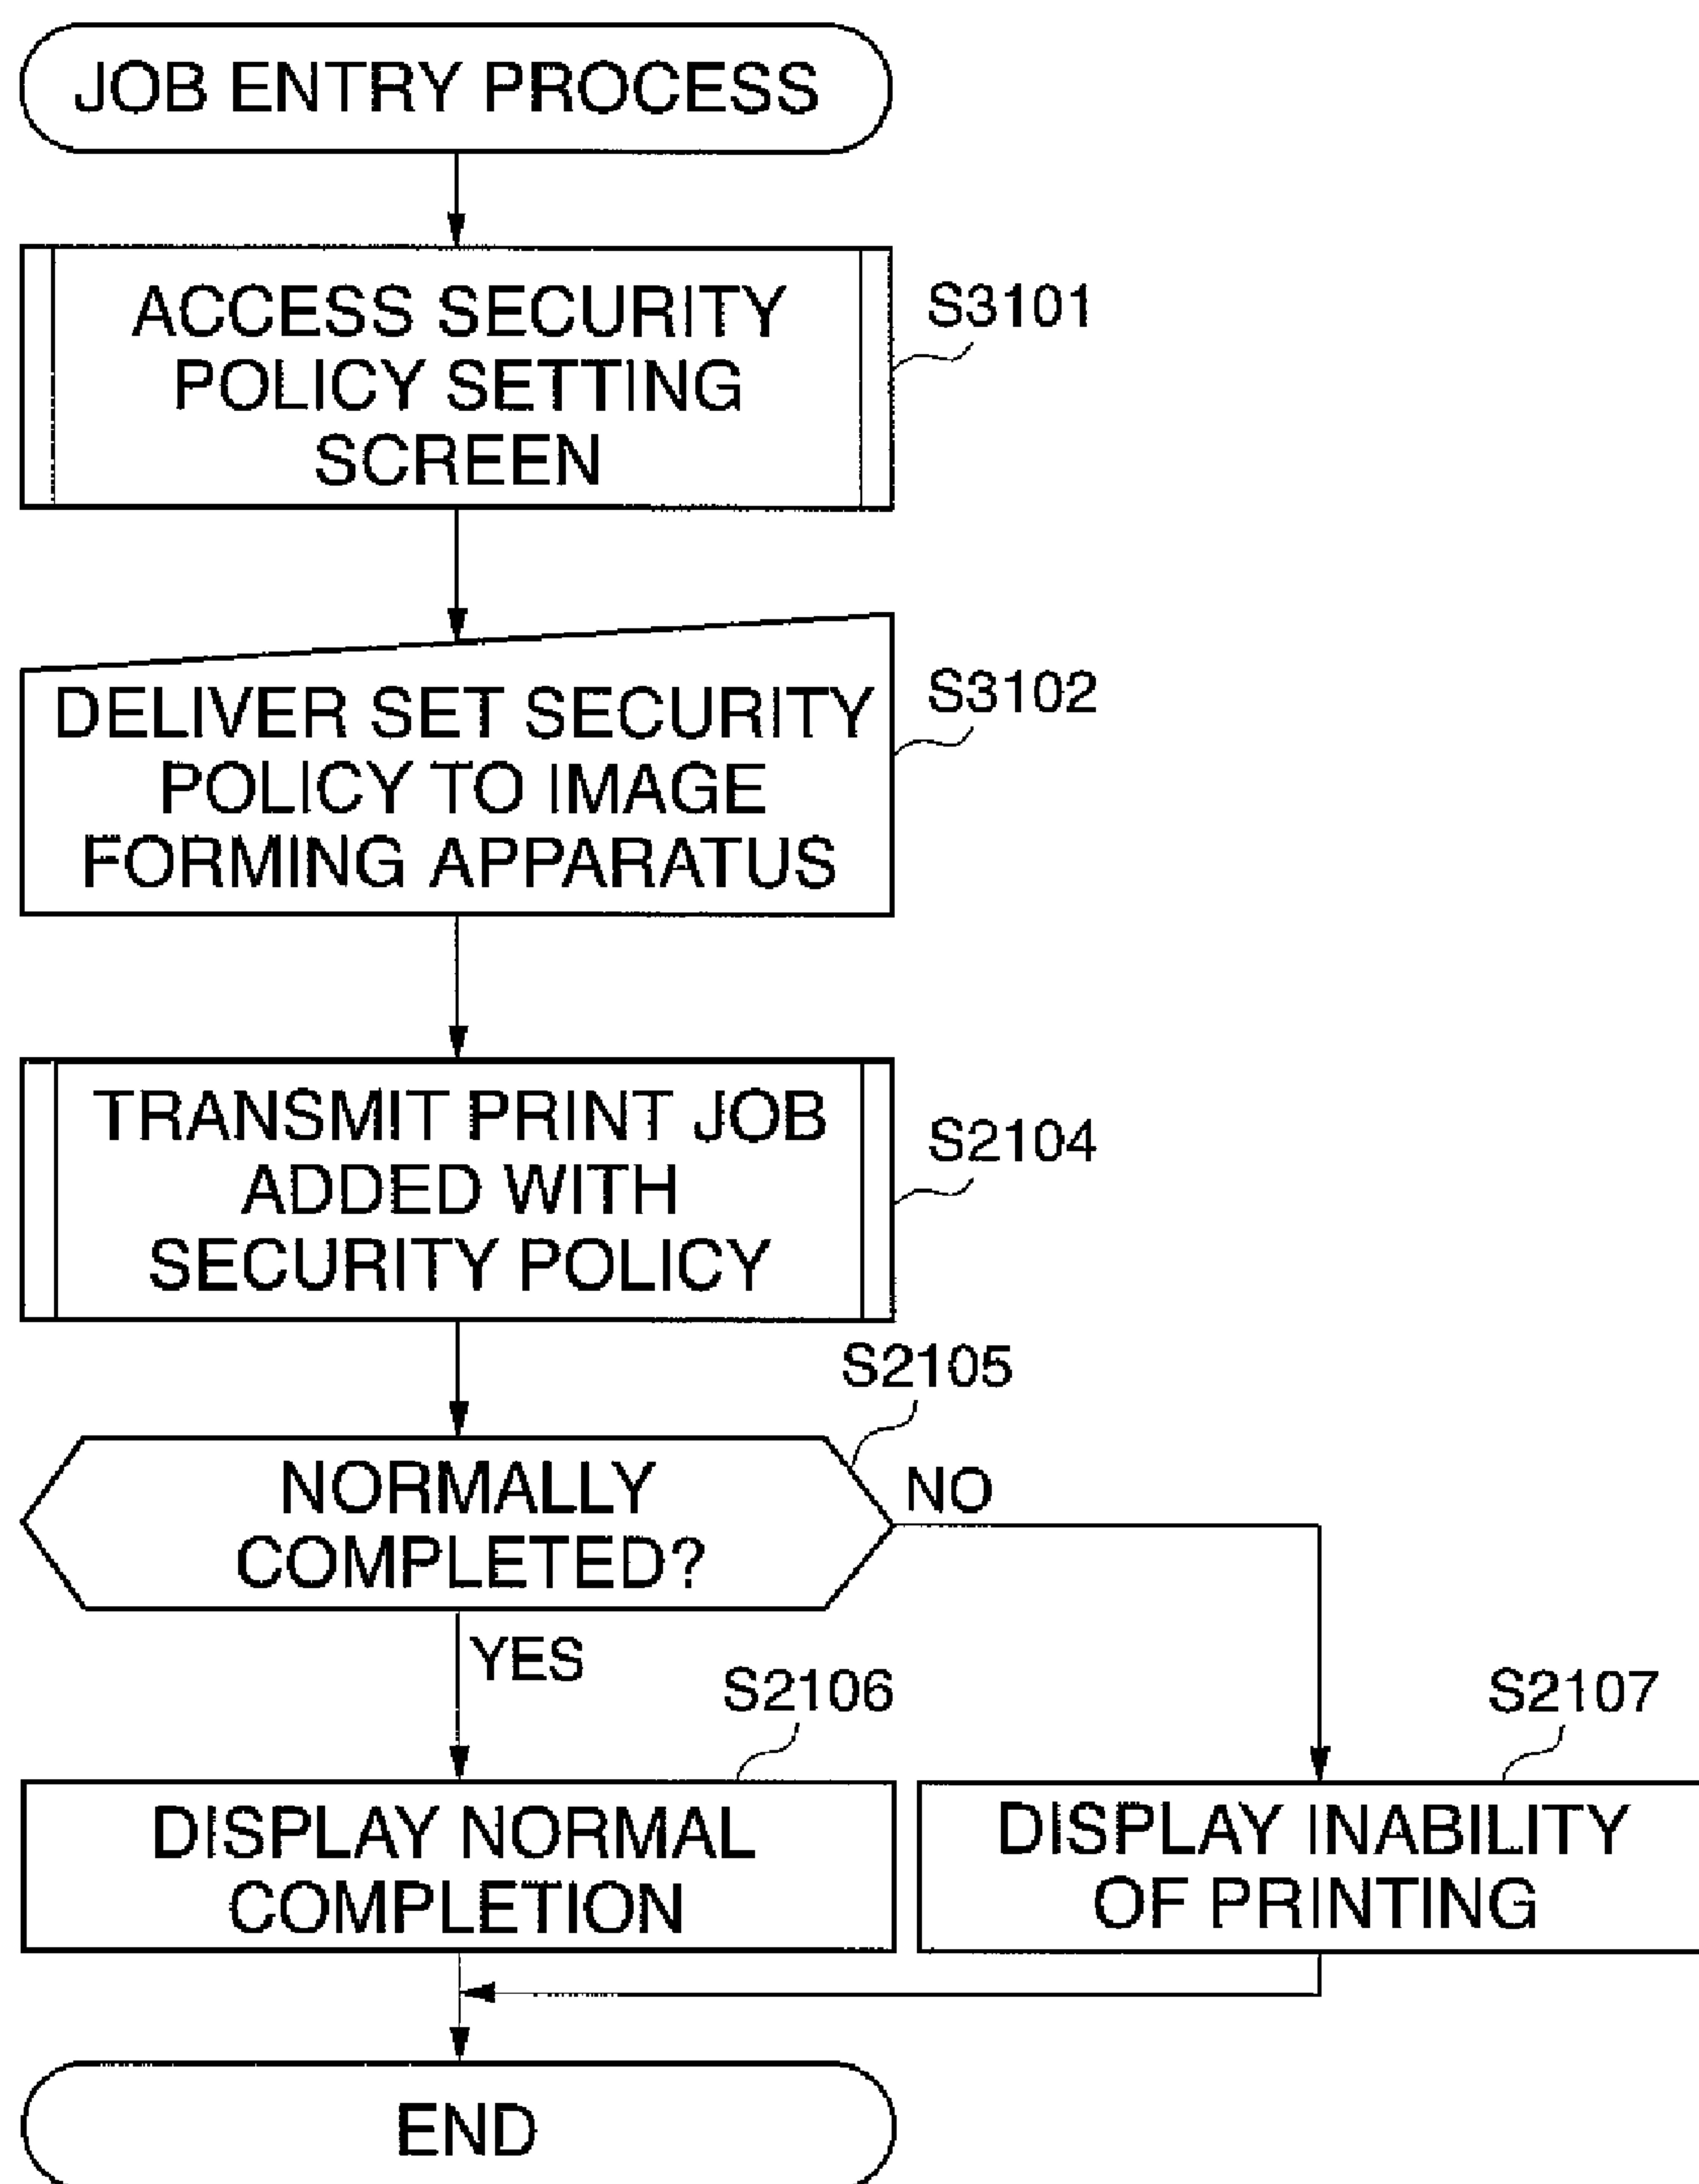 JOB ENTRY PROCESS
ACCESS SECURITY
POLICY SETTING
SCREEN
S3101
DELIVER SET SECURITY
POLICY TO IMAGE
FORMING APPARATUS
S3102
TRANSMIT PRINT JOB
ADDED WITH
SECURITY POLICY
S2104
S2105
NORMALLY
COMPLETED?
NO
YES
S2106
DISPLAY NORMAL
COMPLETION
S2107
DISPLAY INABILITY
OF PRINTING
END